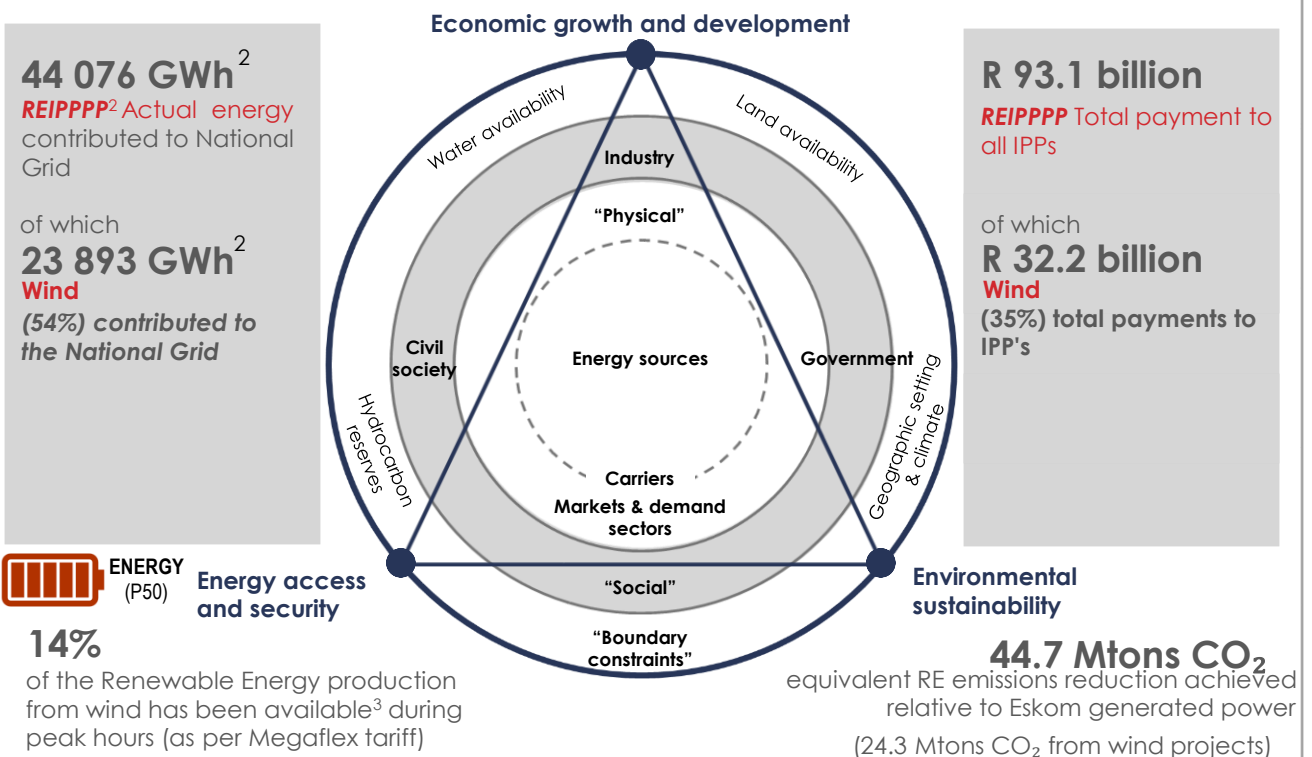 Economic growth and development
44 076 GWh2
REIPPPP2 Actual energy
contributed to National
Grid
of which
23 893 GWh2
Wind
(54%) contributed to
the National Grid
Water availability
Land availability
Industry
“Physical”
Civil
society
Energy sources
Government
Hydrocarbon
reserves
Geographic setting
& climate
Carriers
Markets & demand
sectors
“Social”
“Boundary
constraints”
R 93.1 billion
REIPPPP Total payment to
all IPPs
of which
R 32.2 billion
Wind
(35%) total payments to
IPP's
ENERGY
(P50)
Energy access
and security
14%
of the Renewable Energy production
from wind has been available3 during
peak hours (as per Megaflex tariff)
Environmental
sustainability
44.7 Mtons CO2
equivalent RE emissions reduction achieved
relative to Eskom generated power
(24.3 Mtons CO2 from wind projects)